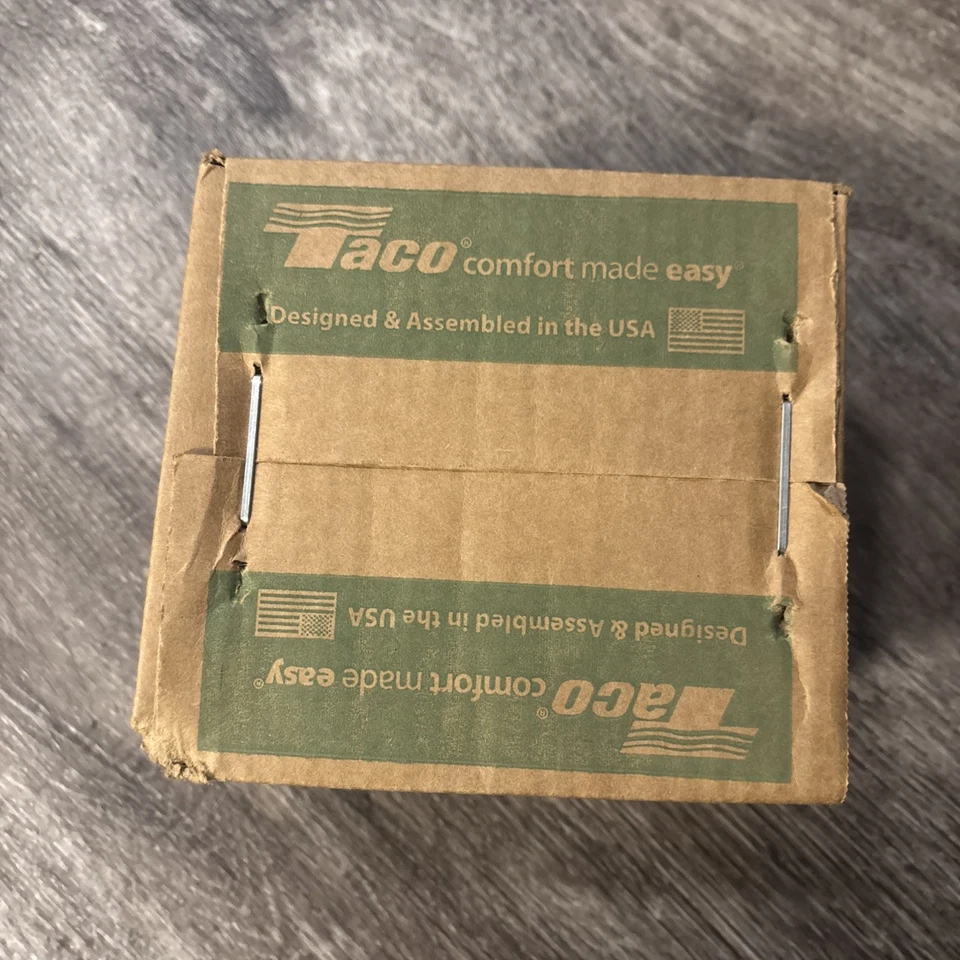 Taco® comfort made easy®
Designed & Assembled in the USA
Designed & Assembled in the USA
Taco® comfort made easy®